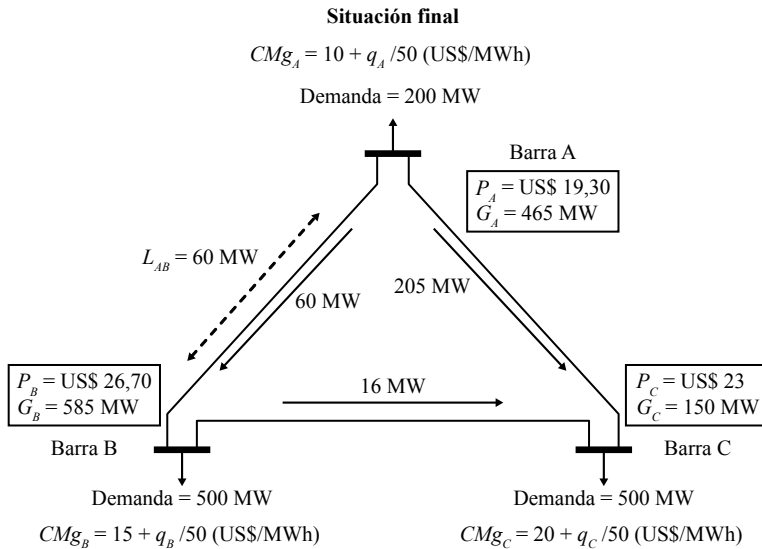 Situación final
CMg_A = 10 + q_A /50 (US$/MWh)
Demanda = 200 MW
Barra A
P_A = US$ 19,30
G_A = 465 MW
L_AB = 60 MW
60 MW
205 MW
P_B = US$ 26,70
G_B = 585 MW
16 MW
P_C = US$ 23
G_C = 150 MW
Barra B
Barra C
Demanda = 500 MW
Demanda = 500 MW
CMg_B = 15 + q_B /50 (US$/MWh)
CMg_C = 20 + q_C /50 (US$/MWh)